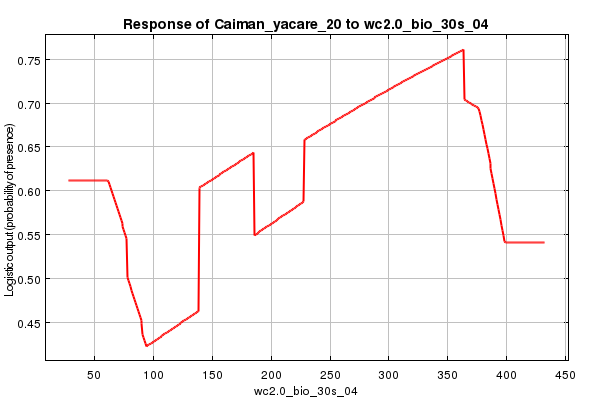 Response of Caiman_yacare_20 to wc2.0_bio_30s_04
Logistic output (probability of presence)
0.75
0.70
0.65
0.60
0.55
0.50
0.45
50 100 150 200 250 300 350 400 450
wc2.0_bio_30s_04